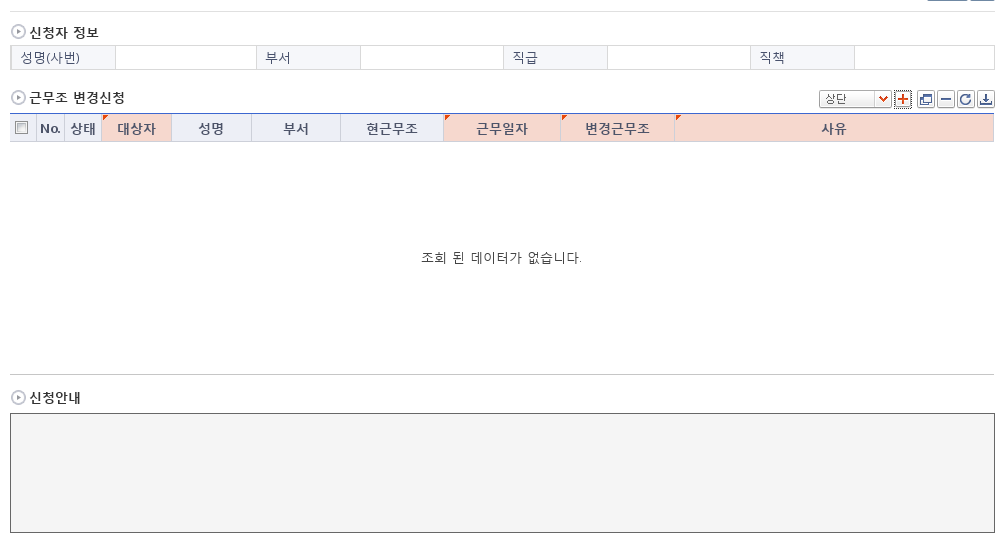 신청자 정보
성명(사번) 부서 직급 직책
근무조 변경신청
상단
No. 상태 대상자 성명 부서 현근무조 근무일자 변경근무조 사유
조회 된 데이터가 없습니다.
신청안내